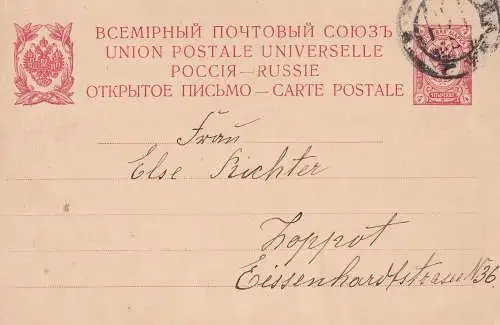 ВСЕМІРНЫЙ ПОЧТОВЫЙ СОЮЗЪ
UNION POSTALE UNIVERSELLE
РОССІЯ—RUSSIE
ОТКРЫТОЕ ПИСЬМО—CARTE POSTALE
Frau
Else Richter
Zoppot
Eissenhardtstrasse No 36.